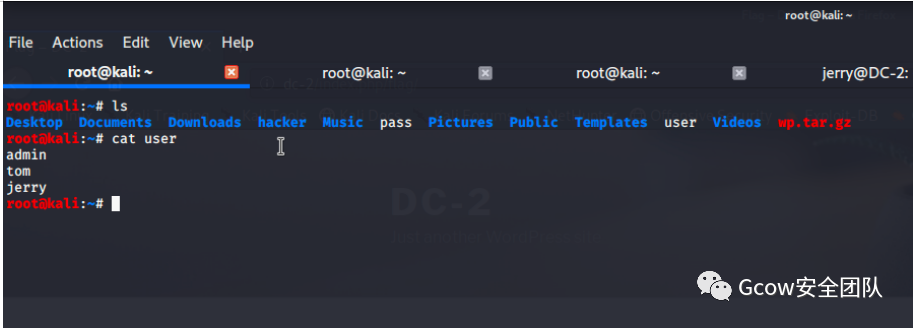 root@kali: ~
File Actions Edit View Help
root@kali: ~ root@kali: ~ root@kali: ~ jerry@DC-2:
root@kali:~# ls
Desktop Documents Downloads hacker Music pass Pictures Public Templates user Videos wp.tar.gz
root@kali:~# cat user
admin
tom
jerry
root@kali:~#
DC-2
Gcow安全团队